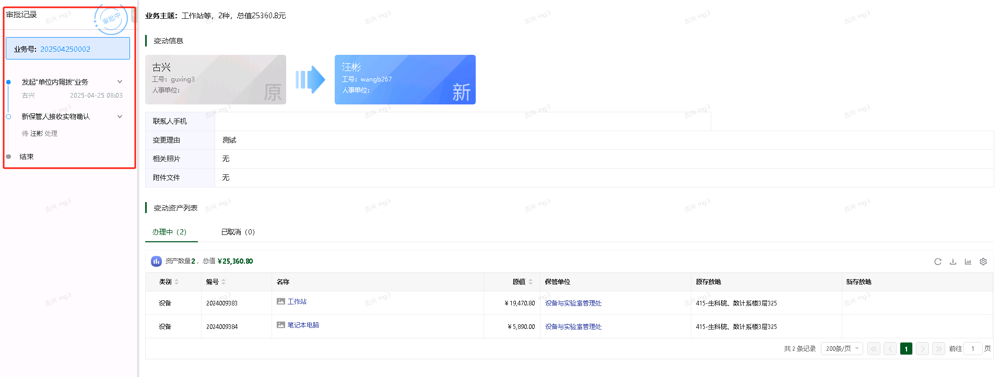 审批记录
审批中
业务号：202504250002
发起“单位内调拨”业务
古兴 2025-04-25 08:03
新保管人接收实物确认
待 汪彬 处理
结束
业务主题：工作站等，2种，总值25360.8元
变动信息
古兴
工号：guxing3
人事单位：
原
汪彬
工号：wangb267
人事单位：
新
联系人手机
变更理由 测试
相关照片 无
附件文件 无
变动资产列表
办理中（2） 已取消（0）
资产数量2，总值￥25,360.80
类别 编号 名称 原值 保管单位 原存放地 新存放地
设备 2024009383 工作站 ￥19,470.80 设备与实验室管理处 415-生科院、数计系楼3层325
设备 2024009384 笔记本电脑 ￥5,890.00 设备与实验室管理处 415-生科院、数计系楼3层325
共 2 条记录 200条/页 1 前往 1 页
古兴 ing3